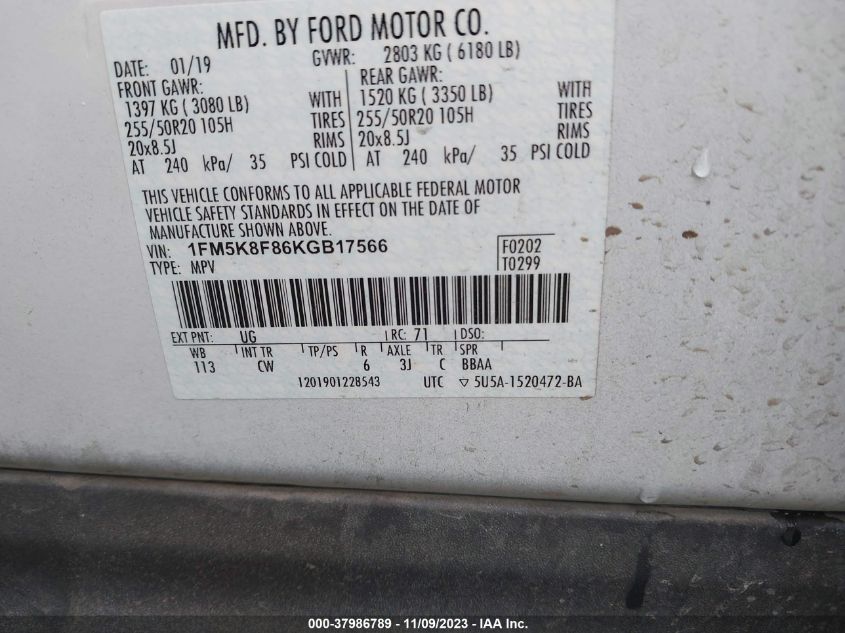 MFD. BY FORD MOTOR CO.
DATE: 01/19 GVWR: 2803 KG ( 6180 LB)
FRONT GAWR: REAR GAWR:
1397 KG ( 3080 LB) WITH 1520 KG ( 3350 LB) WITH
255/50R20 105H TIRES 255/50R20 105H TIRES
20x8.5J RIMS 20x8.5J RIMS
AT 240 kPa/ 35 PSI COLD AT 240 kPa/ 35 PSI COLD
THIS VEHICLE CONFORMS TO ALL APPLICABLE FEDERAL MOTOR
VEHICLE SAFETY STANDARDS IN EFFECT ON THE DATE OF
MANUFACTURE SHOWN ABOVE.
VIN: 1FM5K8F86KGB17566 F0202
TYPE: MPV T0299
EXT PNT: UG RC: 71 DSO:
WB INT TR TP/PS R AXLE TR SPR
113 CW 6 3J C BBAA
1201901228543 UTC ▽ 5U5A-1520472-BA
000-37986789 - 11/09/2023 - IAA Inc.